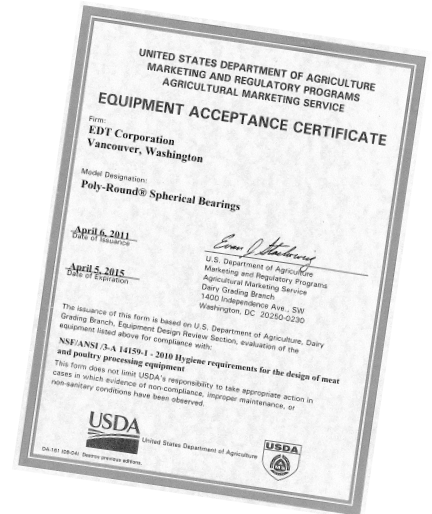 UNITED STATES DEPARTMENT OF AGRICULTURE
MARKETING AND REGULATORY PROGRAMS
AGRICULTURAL MARKETING SERVICE
EQUIPMENT ACCEPTANCE CERTIFICATE
Firm:
EDT Corporation
Vancouver, Washington
Model Designation:
Poly-Round® Spherical Bearings
April 6, 2011
Date of Issuance
April 5, 2015
Date of Expiration
U.S. Department of Agriculture
Marketing and Regulatory Programs
Agricultural Marketing Service
Dairy Grading Branch
1400 Independence Ave., SW
Washington, DC 20250-0230
The issuance of this form is based on U.S. Department of Agriculture, Dairy
Grading Branch, Equipment Design Review Section, evaluation of the
equipment listed above for compliance with:
NSF/ANSI /3-A 14159-1 - 2010 Hygiene requirements for the design of meat
and poultry processing equipment
This form does not limit USDA's responsibility to take appropriate action in
cases in which evidence of non-compliance, improper maintenance, or
non-sanitary conditions have been observed.
USDA
United States Department of Agriculture
USDA
DA-161 (08-04) Destroy previous editions.